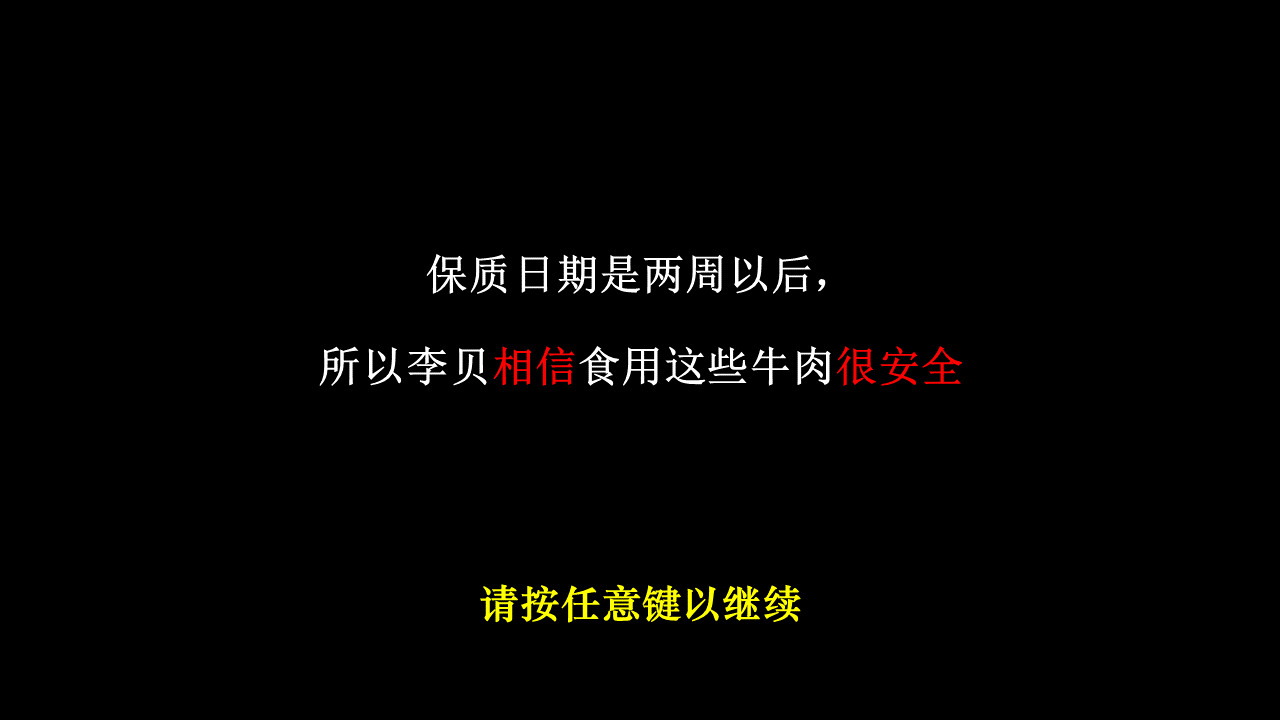 保质日期是两周以后，
所以李贝相信食用这些牛肉很安全
请按任意键以继续